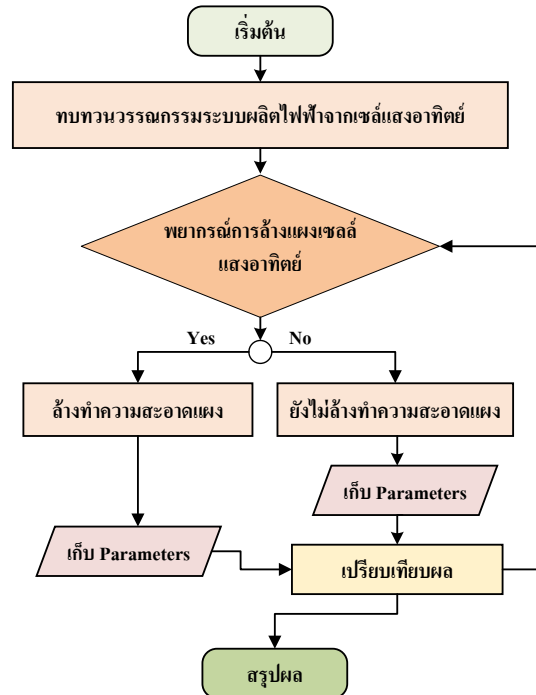 เริ่มต้น
ทบทวนวรรณกรรมระบบผลิตไฟฟ้าจากเซล์แสงอาทิตย์
พยากรณ์การล้างแผงเซลล์
แสงอาทิตย์
Yes
No
ล้างทำความสะอาดแผง
ยังไม่ล้างทำความสะอาดแผง
เก็บ Parameters
เก็บ Parameters
เปรียบเทียบผล
สรุปผล